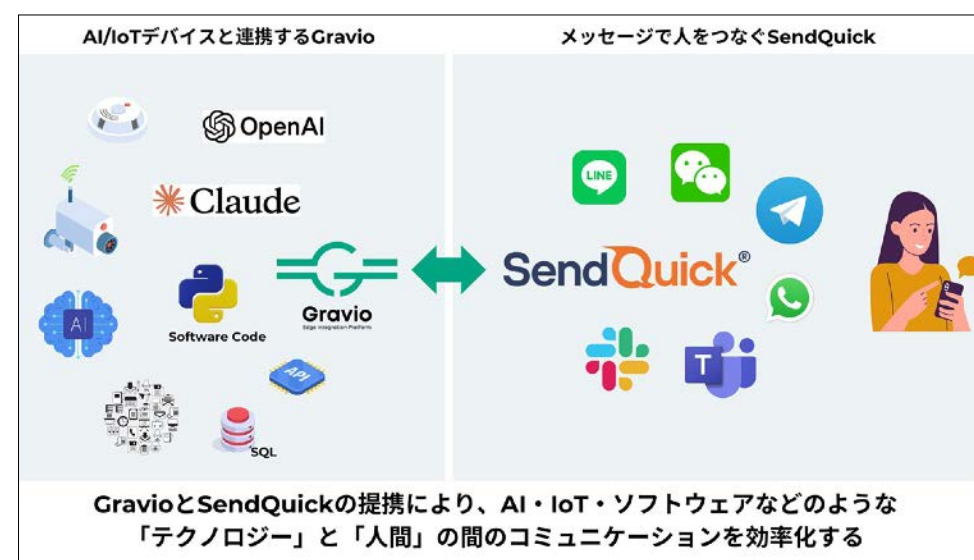 AI/IoTデバイスと連携するGravio
メッセージで人をつなぐSendQuick
OpenAI
Claude
LINE
SendQuick®
Gravio
Edge Integration Platform
Software Code
AI
API
SQL
T
GravioとSendQuickの提携により、AI・IoT・ソフトウェアなどのような
「テクノロジー」と「人間」の間のコミュニケーションを効率化する